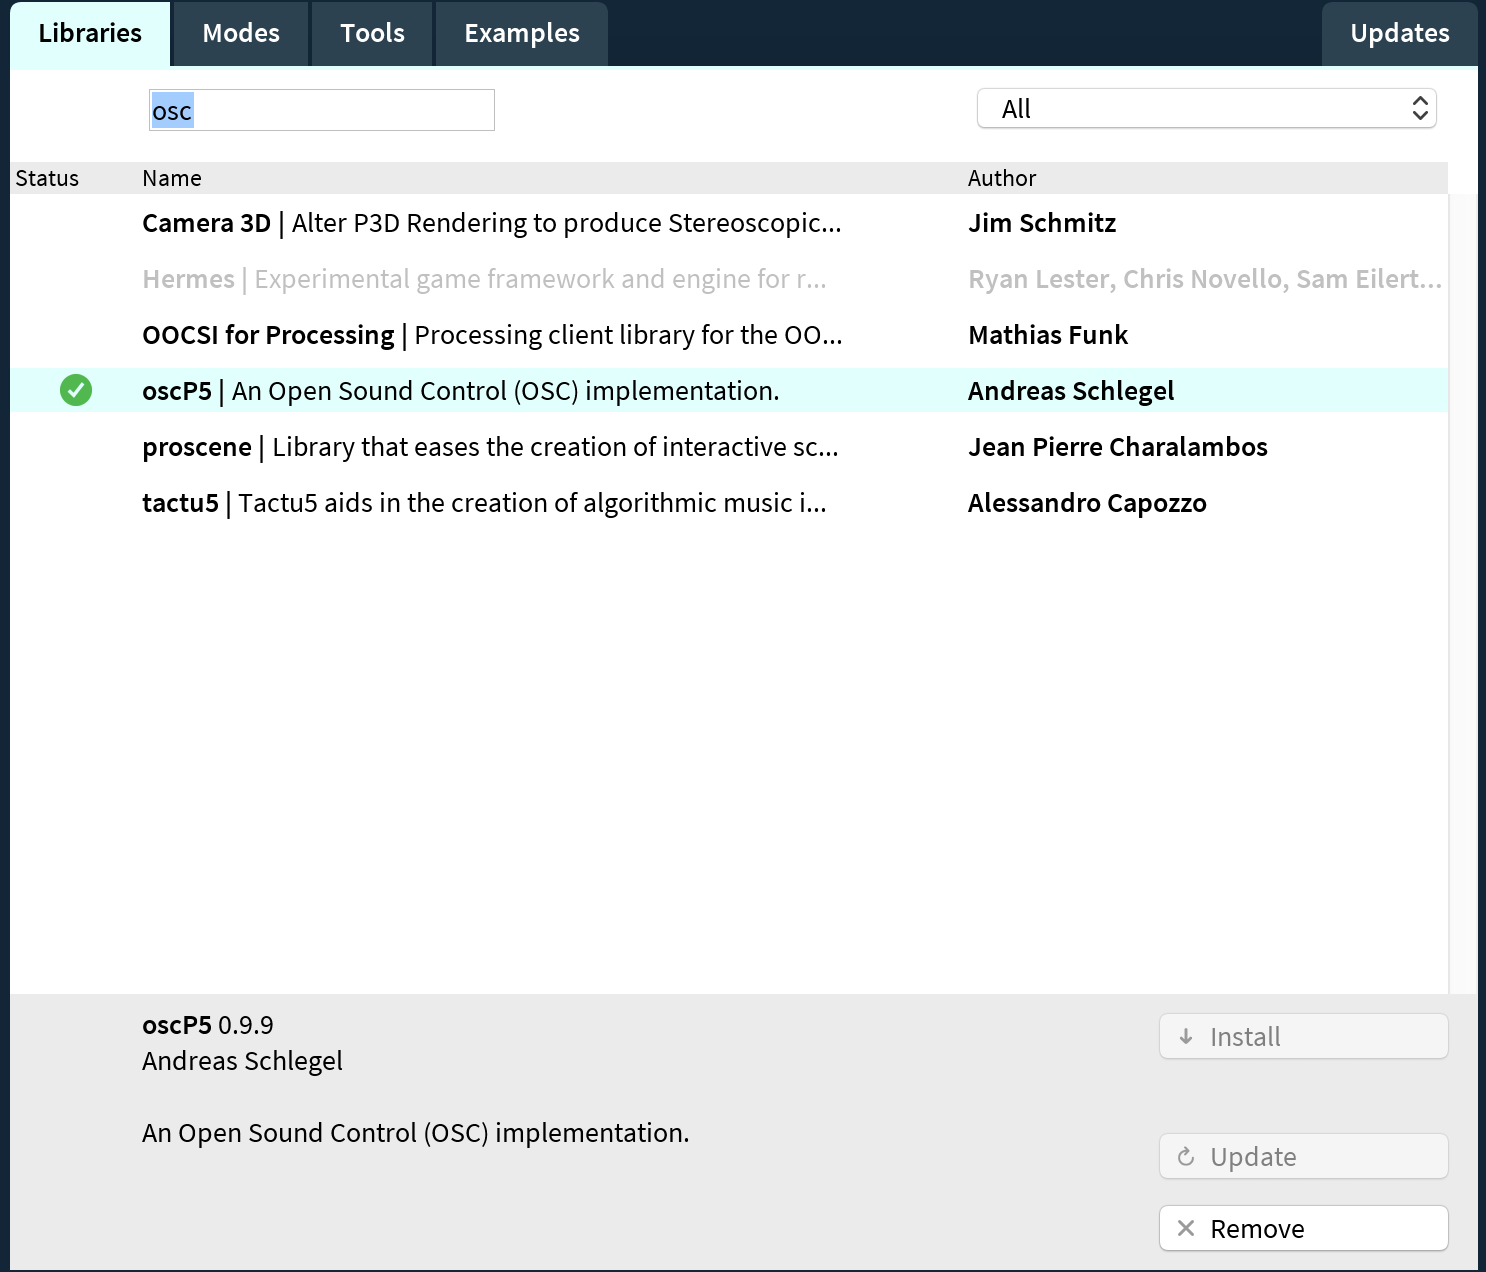 Libraries Modes Tools Examples Updates
osc All
Status Name Author
Camera 3D | Alter P3D Rendering to produce Stereoscopic... Jim Schmitz
Hermes | Experimental game framework and engine for r... Ryan Lester, Chris Novello, Sam Eilert...
OOCSI for Processing | Processing client library for the OO... Mathias Funk
oscP5 | An Open Sound Control (OSC) implementation. Andreas Schlegel
proscene | Library that eases the creation of interactive sc... Jean Pierre Charalambos
tactu5 | Tactu5 aids in the creation of algorithmic music i... Alessandro Capozzo
oscP5 0.9.9
Andreas Schlegel
An Open Sound Control (OSC) implementation.
Install
Update
Remove